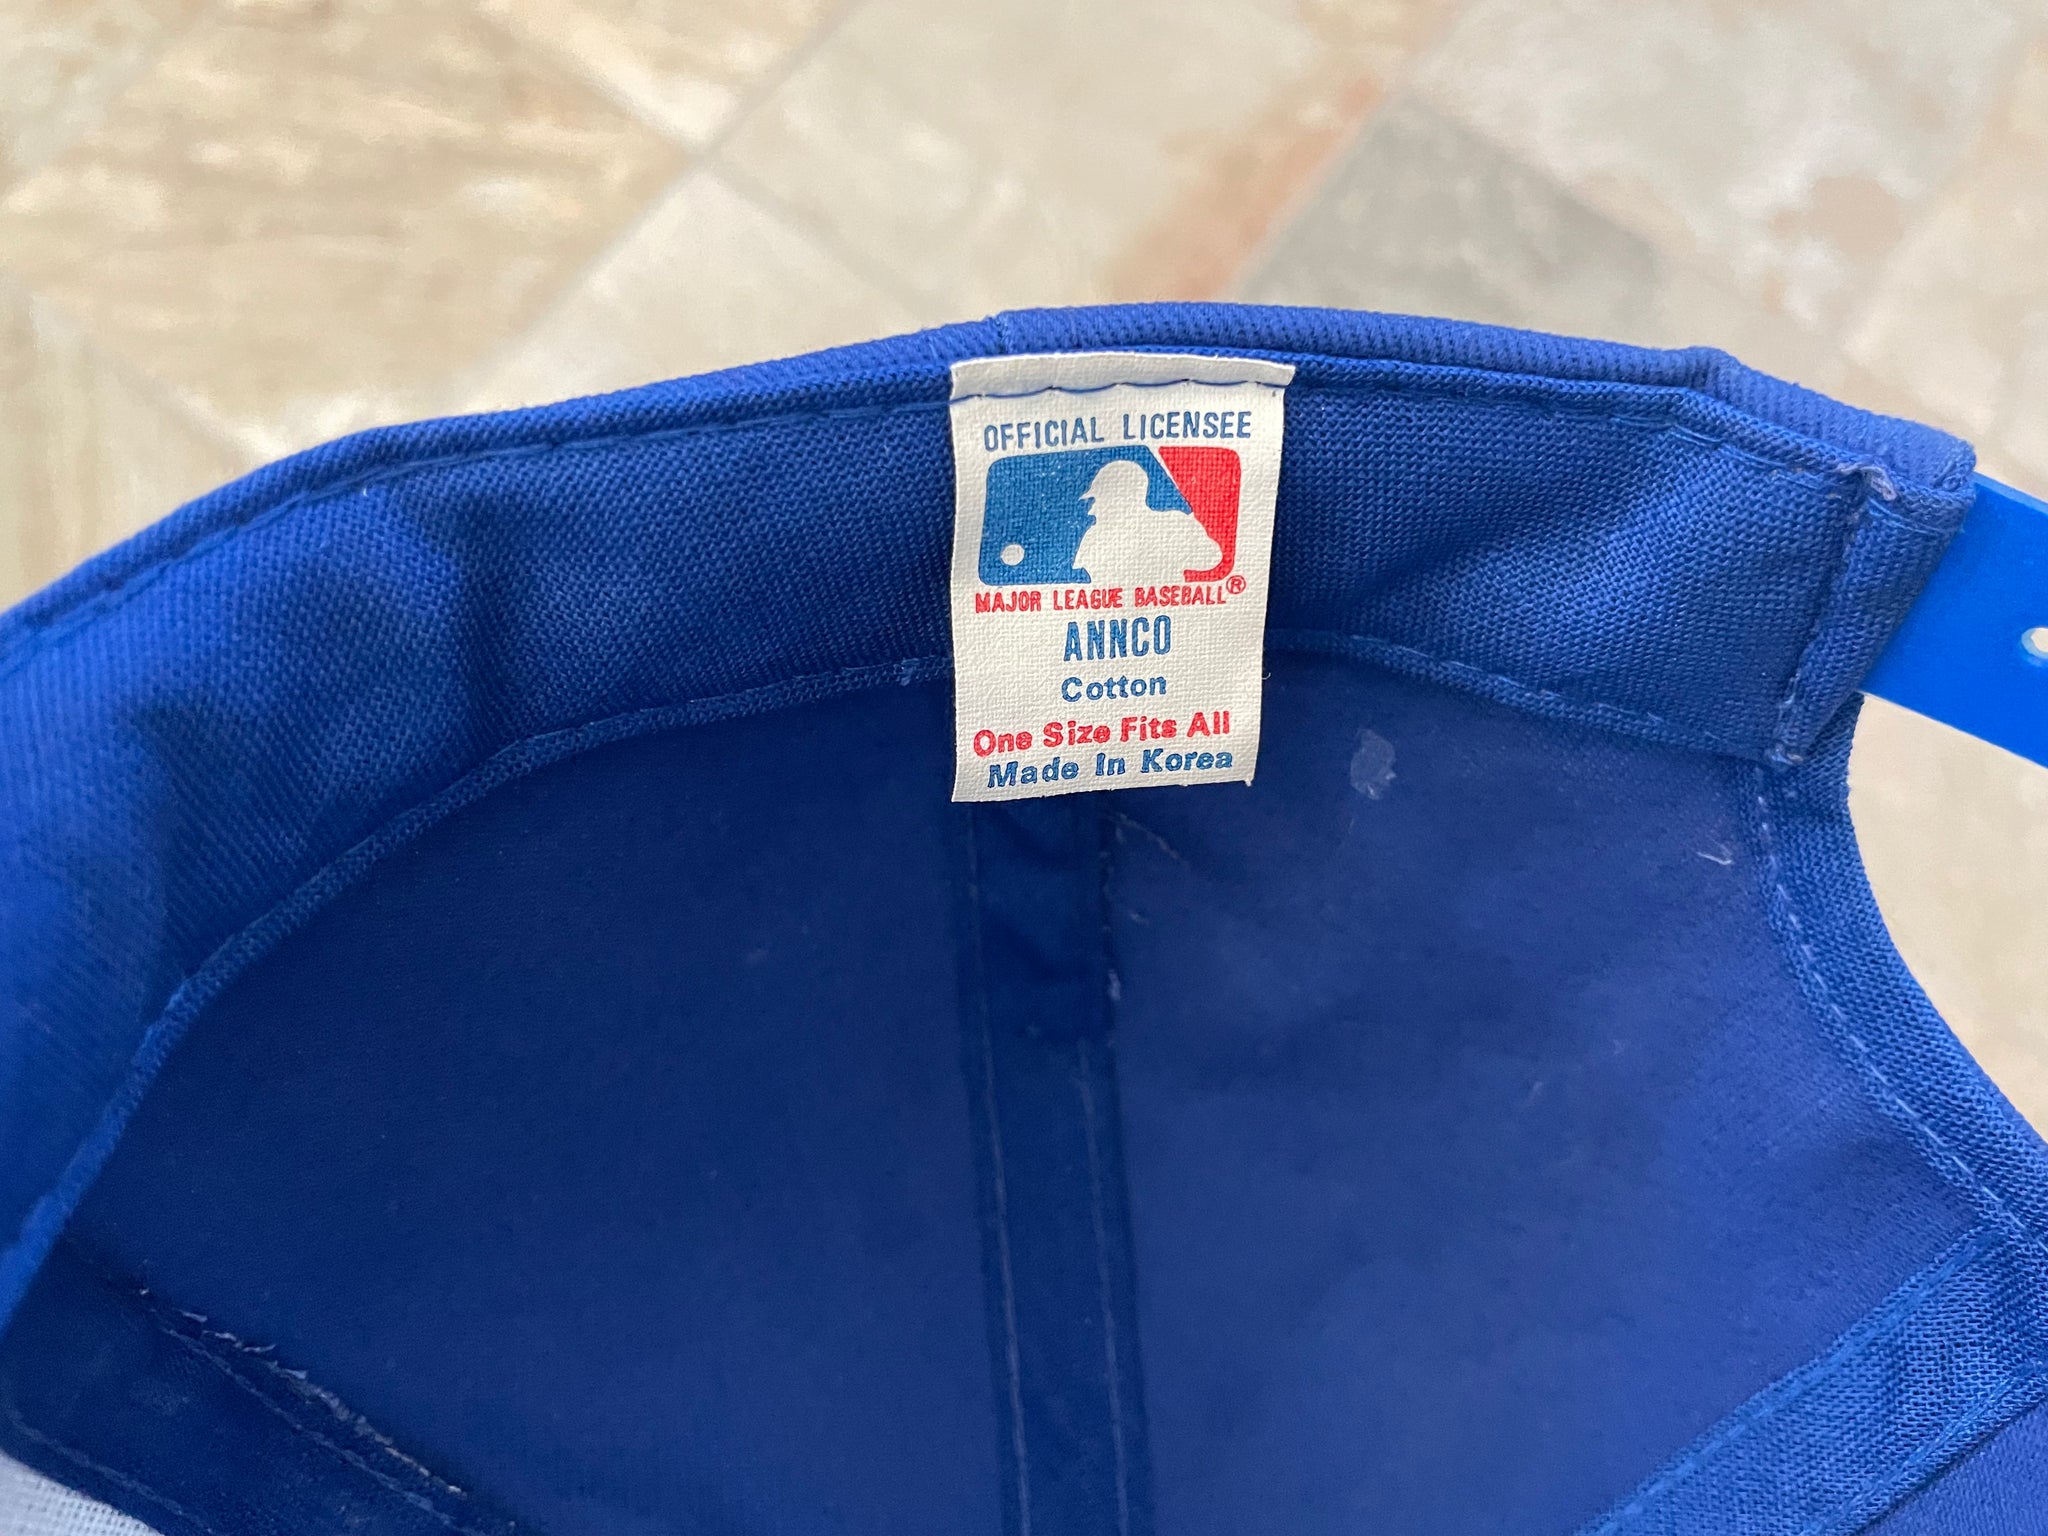 OFFICIAL LICENSEE
MAJOR LEAGUE BASEBALL®
ANNCO
Cotton
One Size Fits All
Made In Korea